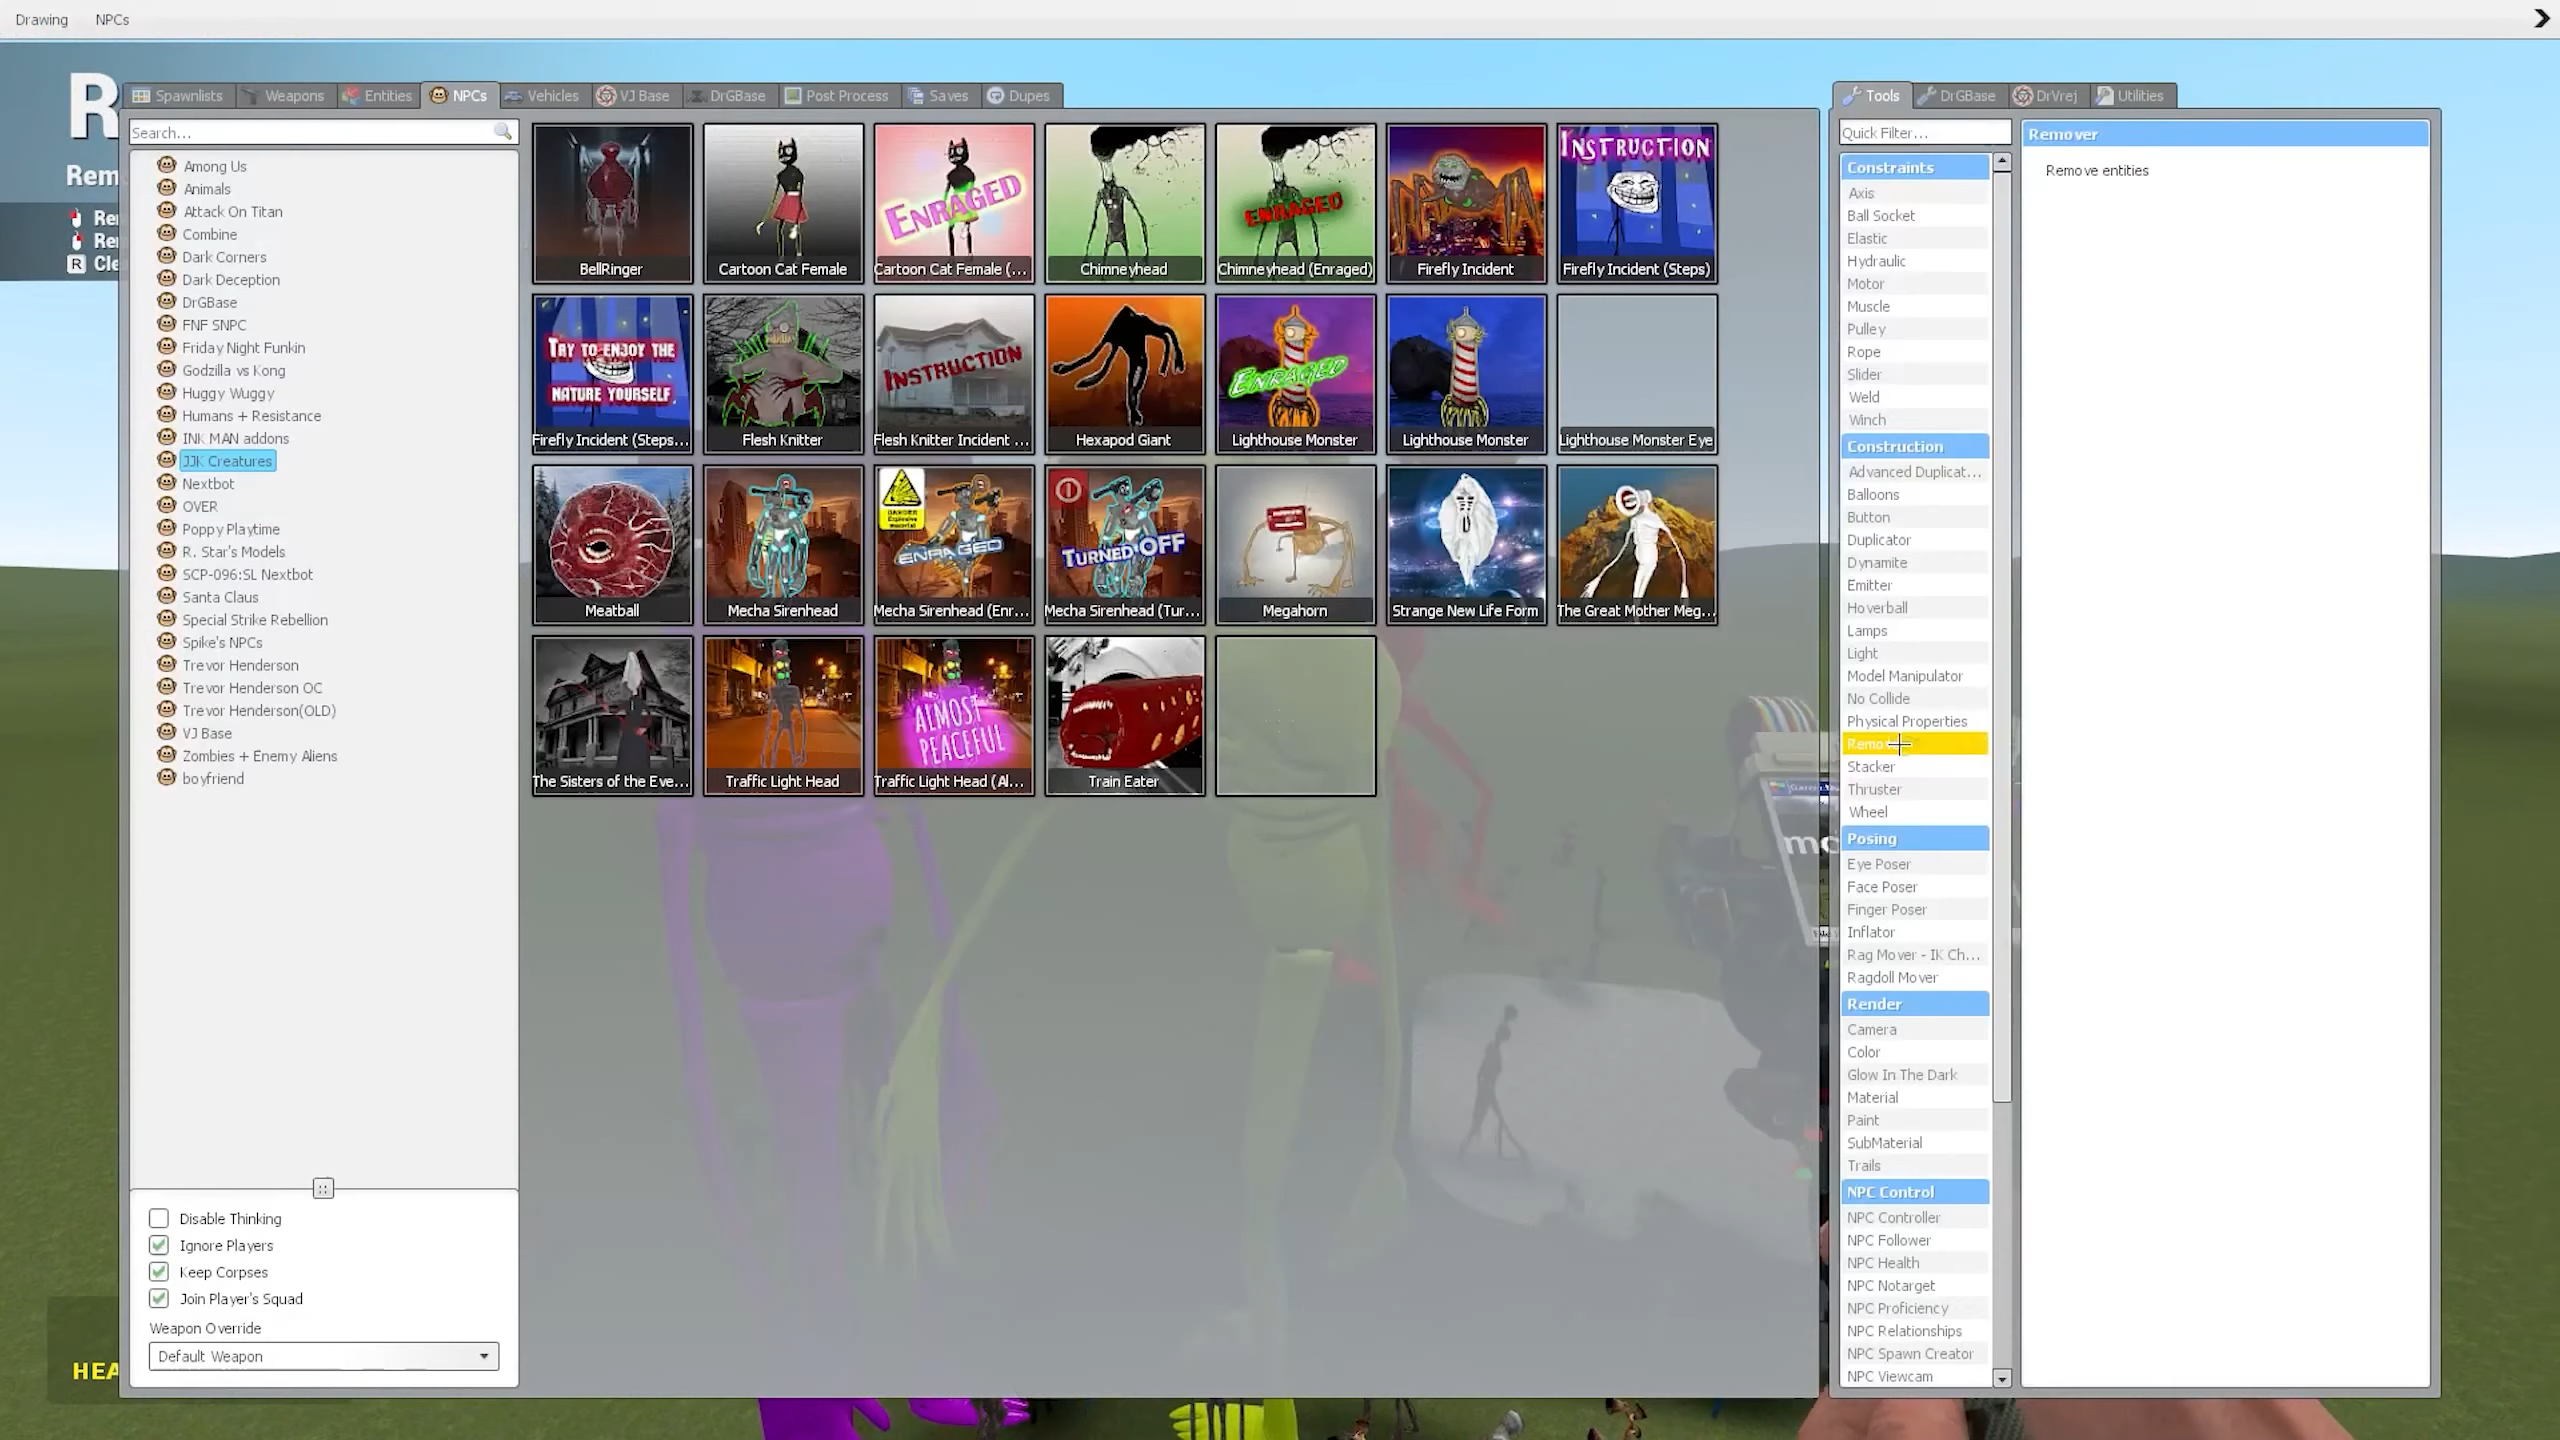 Drawing NPCs
R
Rem
Re
Re
R Cle
Spawnlists Weapons Entities NPCs Vehicles VJ Base DrGBase Post Process Saves Dupes
Search...
Among Us
Animals
Attack On Titan
Combine
Dark Corners
Dark Deception
DrGBase
FNF SNPC
Friday Night Funkin
Godzilla vs Kong
Huggy Wuggy
Humans + Resistance
INK MAN addons
JJK Creatures
Nextbot
OVER
Poppy Playtime
R. Star's Models
SCP-096:SL Nextbot
Santa Claus
Special Strike Rebellion
Spike's NPCs
Trevor Henderson
Trevor Henderson OC
Trevor Henderson(OLD)
VJ Base
Zombies + Enemy Aliens
boyfriend
Disable Thinking
Ignore Players
Keep Corpses
Join Player's Squad
Weapon Override
Default Weapon
HEA
ENRAGED
ENRAGED
INSTRUCTION
BellRinger Cartoon Cat Female Cartoon Cat Female (... Chimneyhead Chimneyhead (Enraged) Firefly Incident Firefly Incident (Steps)
TRY TO ENJOY THE
NATURE YOURSELF
INSTRUCTION
ENRAGED
Firefly Incident (Steps... Flesh Knitter Flesh Knitter Incident ... Hexapod Giant Lighthouse Monster Lighthouse Monster Lighthouse Monster Eye
DANGER
ENRAGED
TURNED OFF
Meatball Mecha Sirenhead Mecha Sirenhead (Enr... Mecha Sirenhead (Tur... Megahorn Strange New Life Form The Great Mother Meg...
ALMOST
PEACEFUL
The Sisters of the Eve... Traffic Light Head Traffic Light Head (Al... Train Eater
Tools DrGBase DrVrej Utilities
Quick Filter...
Constraints
Axis
Ball Socket
Elastic
Hydraulic
Motor
Muscle
Pulley
Rope
Slider
Weld
Winch
Construction
Advanced Duplicat...
Balloons
Button
Duplicator
Dynamite
Emitter
Hoverball
Lamps
Light
Model Manipulator
No Collide
Physical Properties
Remo
Stacker
Thruster
Wheel
Posing
Eye Poser
Face Poser
Finger Poser
Inflator
Rag Mover - IK Ch...
Ragdoll Mover
Render
Camera
Color
Glow In The Dark
Material
Paint
SubMaterial
Trails
NPC Control
NPC Controller
NPC Follower
NPC Health
NPC Notarget
NPC Proficiency
NPC Relationships
NPC Spawn Creator
NPC Viewcam
Remover
Remove entities